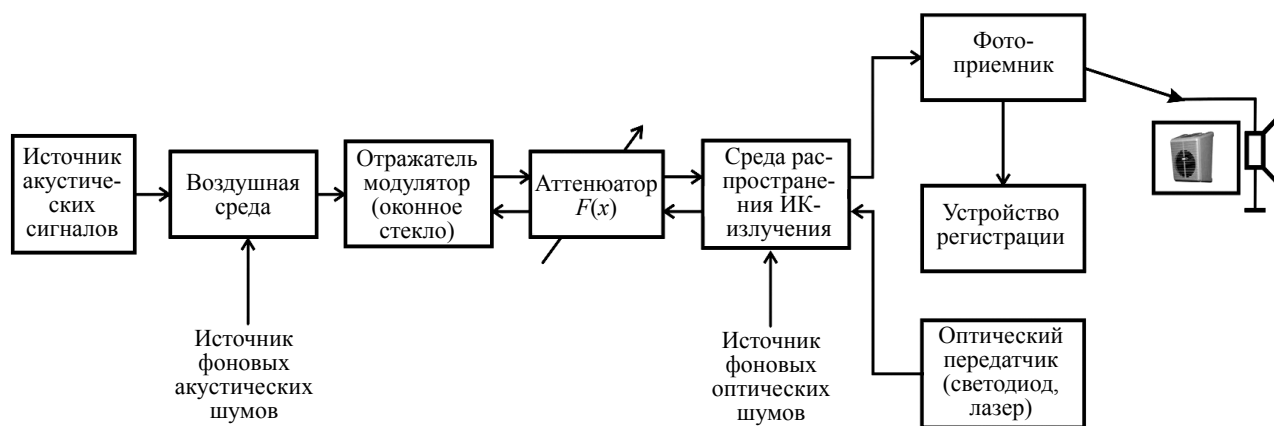 Источник
акустиче-
ских
сигналов
Воздушная
среда
Источник
фоновых
акустических
шумов
Отражатель
модулятор
(оконное
стекло)
Аттенюатор
F(x)
Среда рас-
простране-
ния ИК-
излучения
Источник
фоновых
оптических
шумов
Фото-
приемник
Устройство
регистрации
Оптический
передатчик
(светодиод,
лазер)